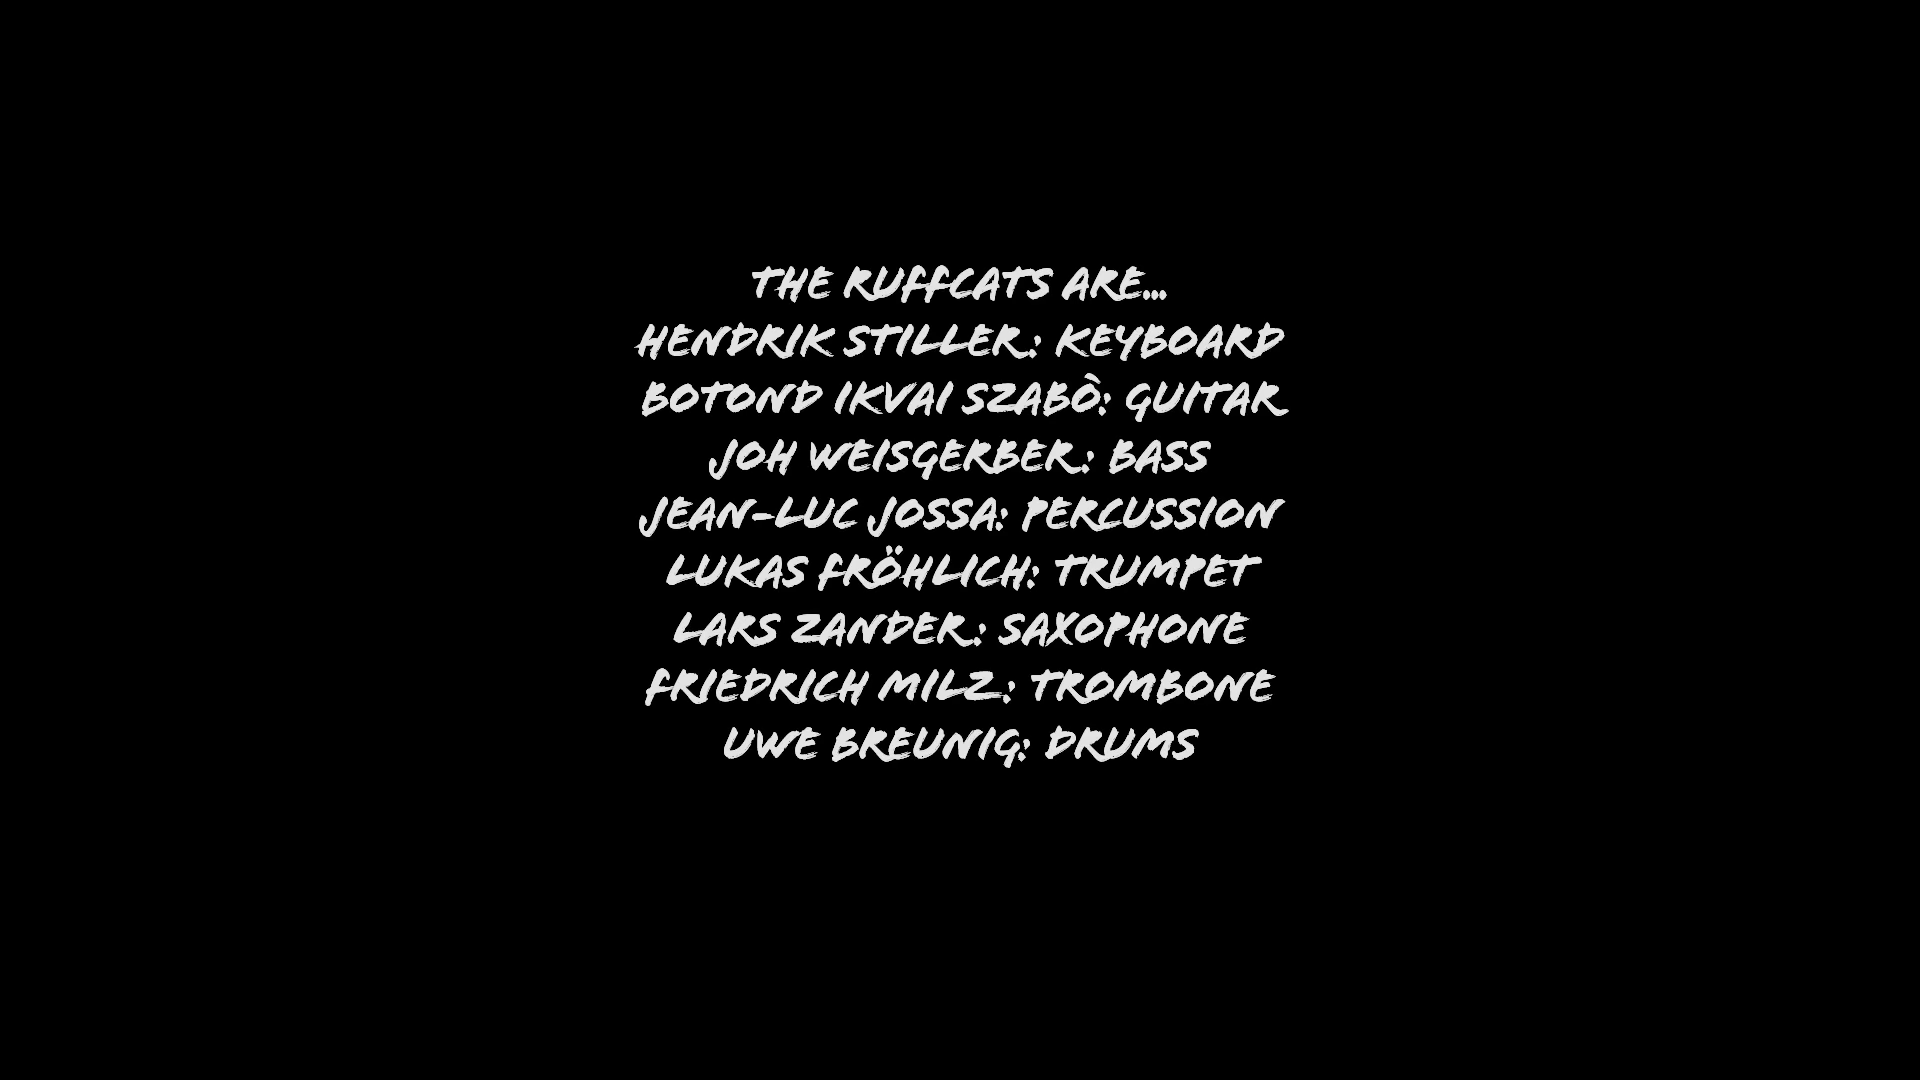 THE RUFFCATS ARE...
HENDRIK STILLER: KEYBOARD
BOTOND IKVAI SZABÒ: GUITAR
JOH WEISGERBER: BASS
JEAN-LUC JOSSA: PERCUSSION
LUKAS FRÖHLICH: TRUMPET
LARS ZANDER: SAXOPHONE
FRIEDRICH MILZ: TROMBONE
UWE BREUNIG: DRUMS